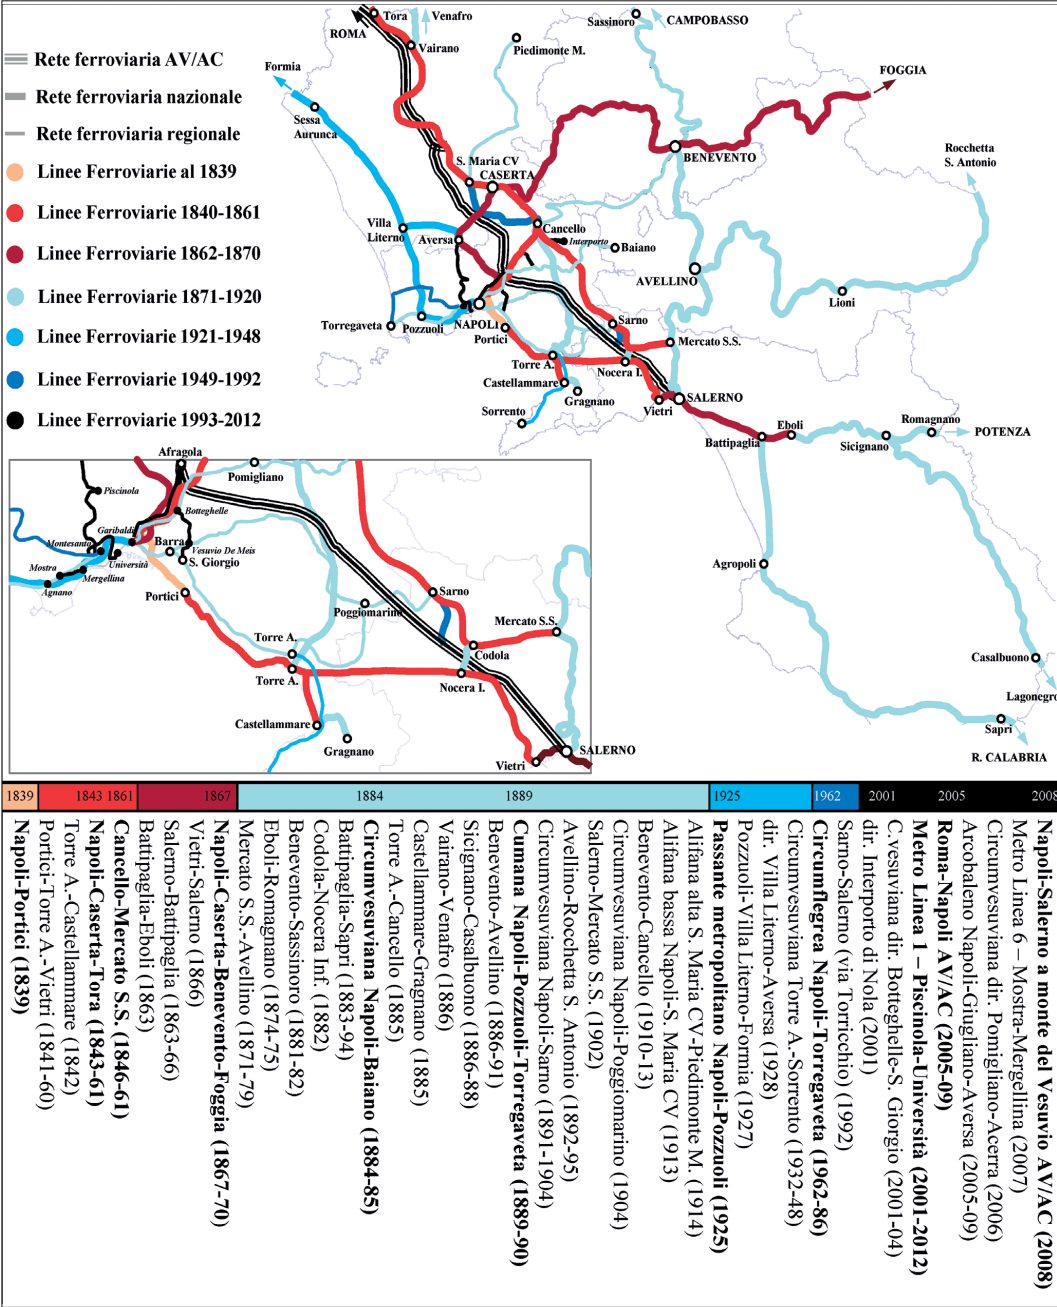 Tora
Venafro
ROMA
Vairano
Sassinoro
CAMPOBASSO
Piedimonte M.
Formia
FOGGIA
Sessa
Aurunca
BENEVENTO
Rocchetta
S. Antonio
S. Maria CV
CASERTA
Villa
Literno
Aversa
Cancello
Interporto
Baiano
AVELLINO
Lioni
Torregaveta
Pozzuoli
NAPOLI
Portici
Sarno
Mercato S.S.
Torre A.
Nocera I.
Castellammare
Gragnano
Sorrento
Vietri
SALERNO
Battipaglia
Eboli
Sicignano
Romagnano
POTENZA
Agropoli
Casalbuono
Lagonegro
Sapri
R. CALABRIA
Rete ferroviaria AV/AC
Rete ferroviaria nazionale
Rete ferroviaria regionale
Linee Ferroviarie al 1839
Linee Ferroviarie 1840-1861
Linee Ferroviarie 1862-1870
Linee Ferroviarie 1871-1920
Linee Ferroviarie 1921-1948
Linee Ferroviarie 1949-1992
Linee Ferroviarie 1993-2012
Afragola
Pomigliano
Piscinola
Botteghelle
Garibaldi
Montesanto
Barra
Vesuvio De Meis
Università
S. Giorgio
Mostra
Mergellina
Agnano
Portici
Poggiomarino
Sarno
Mercato S.S.
Torre A.
Codola
Torre A.
Nocera I.
Castellammare
Gragnano
Vietri
SALERNO
1839 1843 1861 1867 1884 1889 1925 1962 2001 2005 2008
Napoli-Portici (1839)
Portici-Torre A.-Vietri (1841-60)
Torre A.-Castellammare (1842)
Napoli-Caserta-Tora (1843-61)
Cancello-Mercato S.S. (1846-61)
Battipaglia-Eboli (1863)
Salerno-Battipaglia (1863-66)
Vietri-Salerno (1866)
Napoli-Caserta-Benevento-Foggia (1867-70)
Mercato S.S.-Avellino (1871-79)
Eboli-Romagnano (1874-75)
Benevento-Sassinoro (1881-82)
Codola-Nocera Inf. (1882)
Battipaglia-Sapri (1883-94)
Circumvesuviana Napoli-Baiano (1884-85)
Torre A.-Cancello (1885)
Castellammare-Gragnano (1885)
Vairano-Venafro (1886)
Sicignano-Casalbuono (1886-88)
Benevento-Avellino (1886-91)
Cumana Napoli-Pozzuoli-Torregaveta (1889-90)
Circumvesuviana Napoli-Sarno (1891-1904)
Avellino-Rocchetta S. Antonio (1892-95)
Salerno-Mercato S.S. (1902)
Circumvesuviana Napoli-Poggiomarino (1904)
Benevento-Cancello (1910-13)
Alifana bassa Napoli-S. Maria CV (1913)
Alifana alta S. Maria CV-Piedimonte M. (1914)
Passante metropolitano Napoli-Pozzuoli (1925)
Pozzuoli-Villa Literno-Formia (1927)
dir. Villa Literno-Aversa (1928)
Circumvesuviana Torre A.-Sorrento (1932-48)
Circumflegrea Napoli-Torregaveta (1962-86)
Sarno-Salerno (via Torricchio) (1992)
dir. Interporto di Nola (2001)
C.vesuviana dir. Botteghelle-S. Giorgio (2001-04)
Metro Linea 1 – Piscinola-Università (2001-2012)
Roma-Napoli AV/AC (2005-09)
Arcobaleno Napoli-Giugliano-Aversa (2005-09)
Circumvesuviana dir. Pomigliano-Acerra (2006)
Metro Linea 6 – Mostra-Mergellina (2007)
Napoli-Salerno a monte del Vesuvio AV/AC (2008)